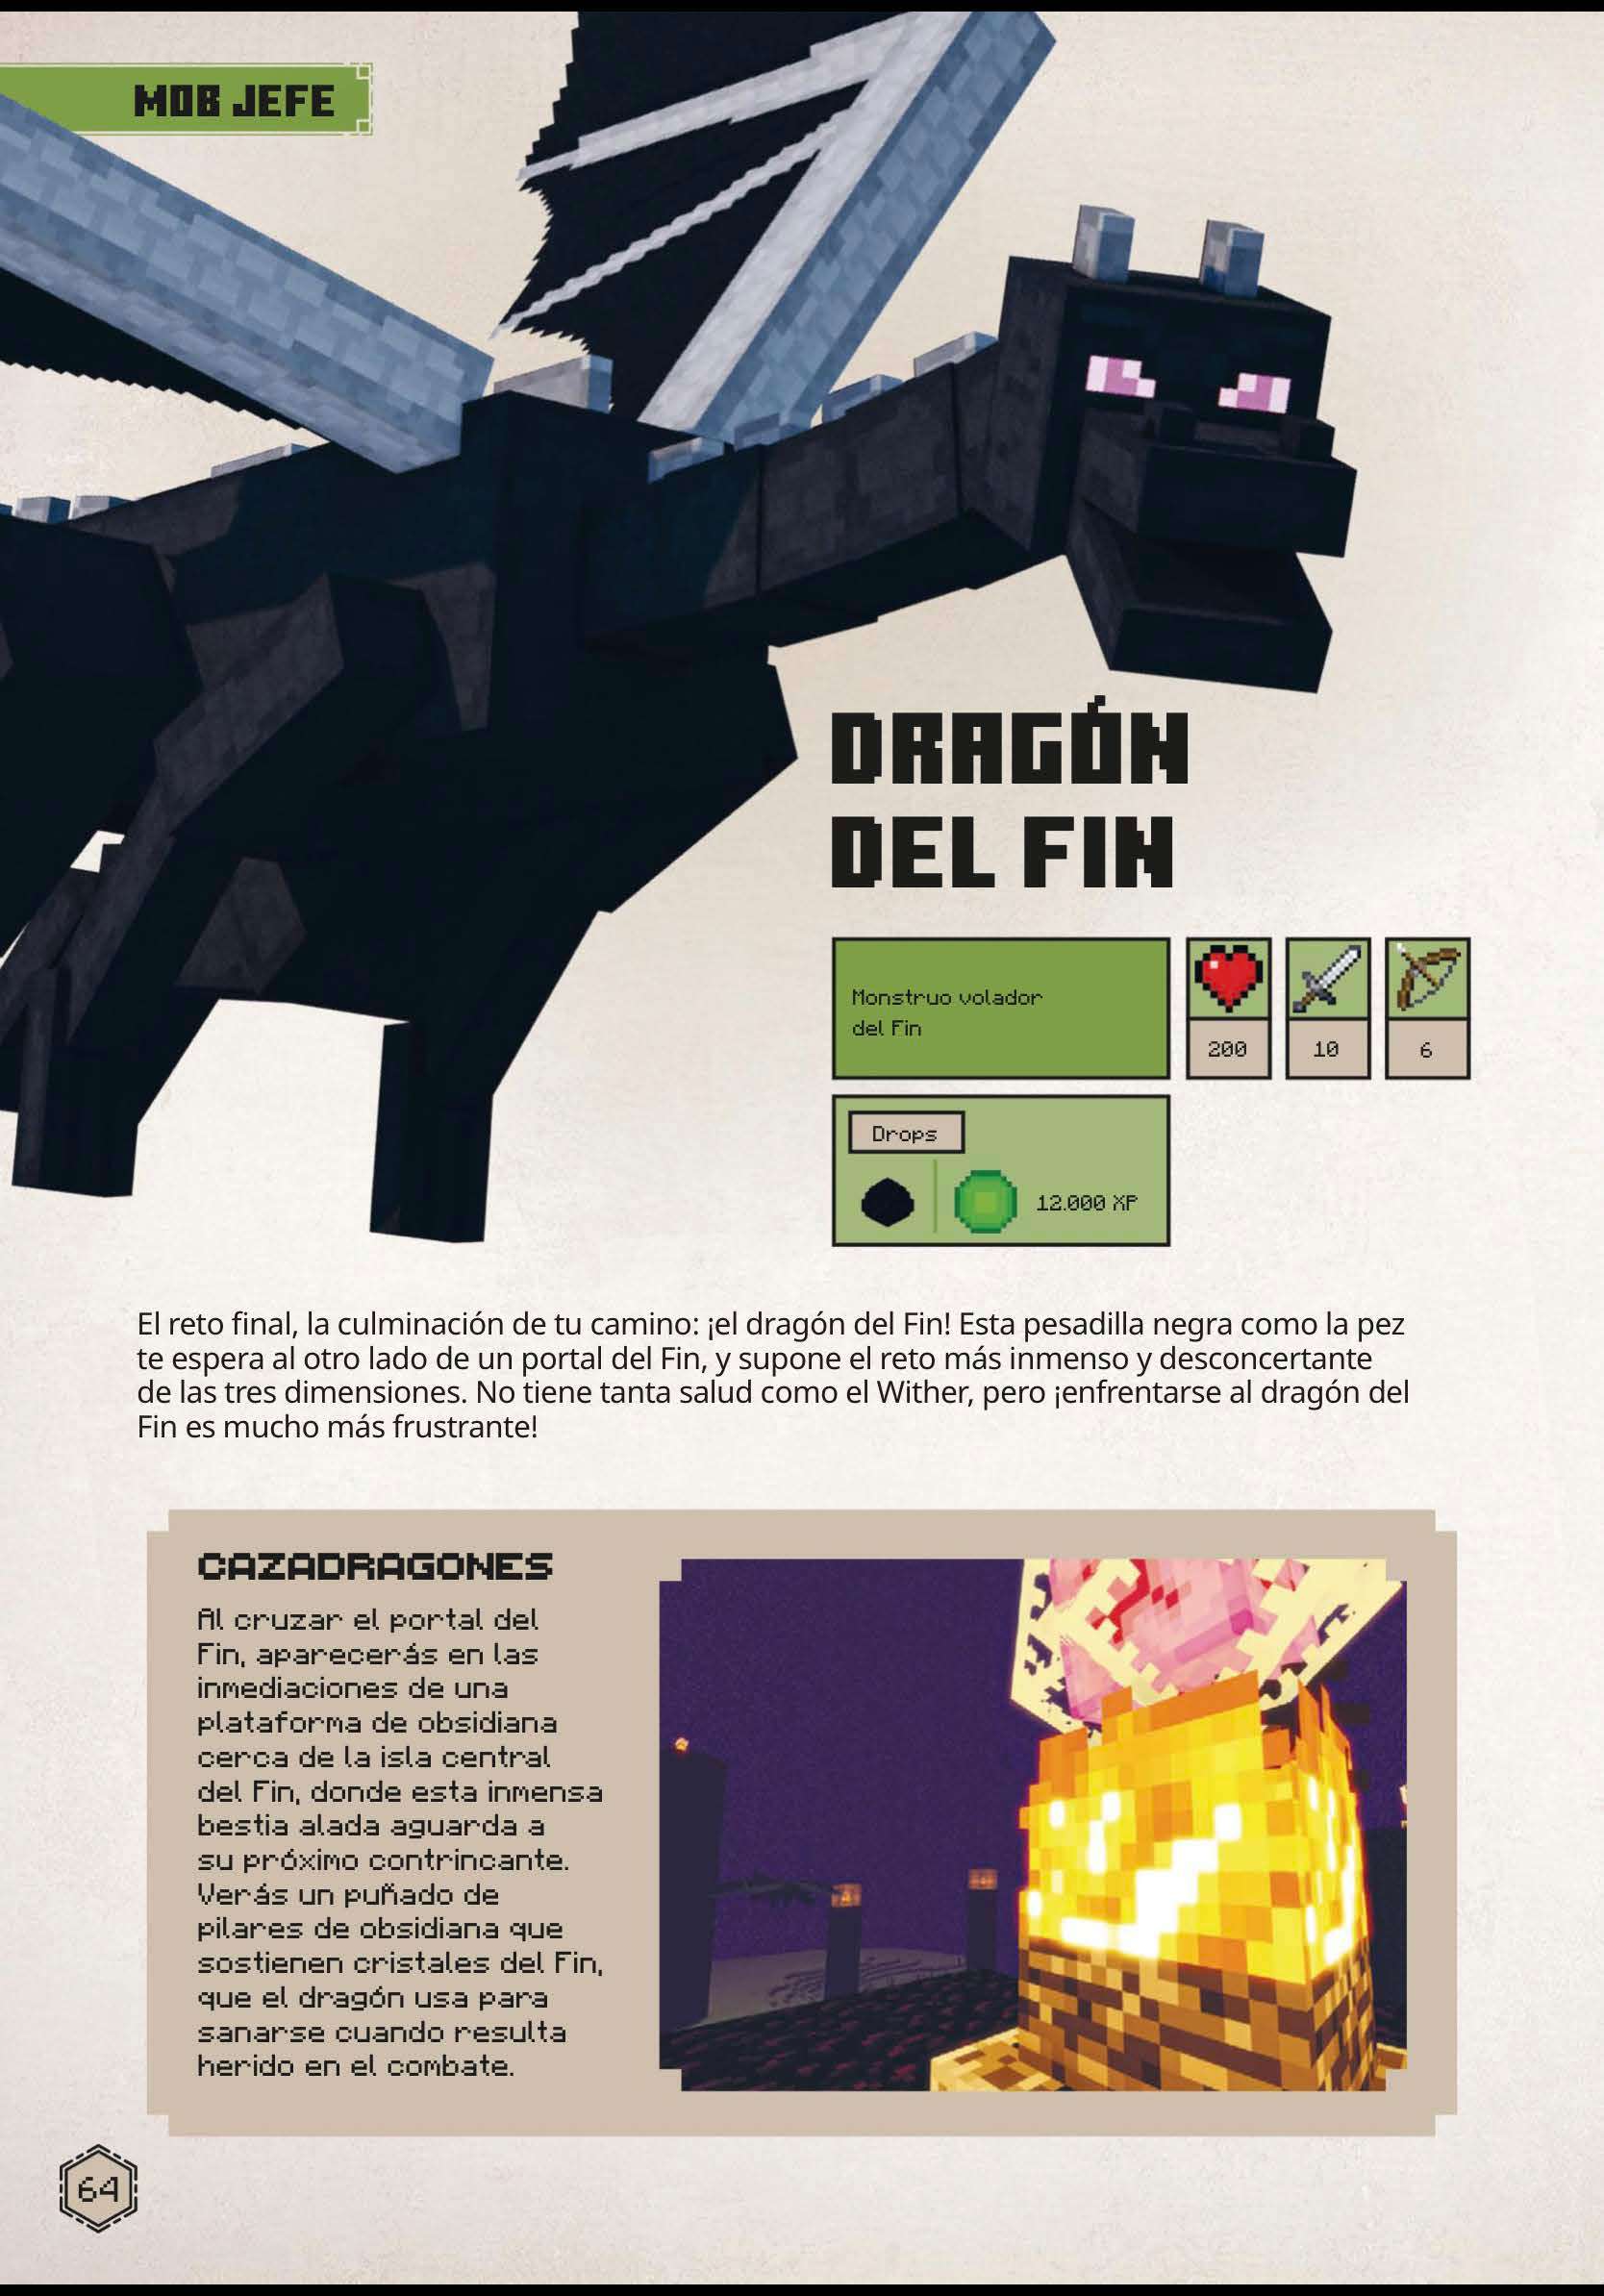 MOB JEFE
DRAGÓN
DEL FIN
Monstruo volador
del Fin
200
10
6
Drops
12.000 XP
El reto final, la culminación de tu camino: ¡el dragón del Fin! Esta pesadilla negra como la pez
te espera al otro lado de un portal del Fin, y supone el reto más inmenso y desconcertante
de las tres dimensiones. No tiene tanta salud como el Wither, pero ¡enfrentarse al dragón del
Fin es mucho más frustrante!
CAZADRAGONES
Al cruzar el portal del
Fin, aparecerás en las
inmediaciones de una
plataforma de obsidiana
cerca de la isla central
del Fin, donde esta inmensa
bestia alada aguarda a
su próximo contrincante.
Verás un puñado de
pilares de obsidiana que
sostienen cristales del Fin,
que el dragón usa para
sanarse cuando resulta
herido en el combate.
64